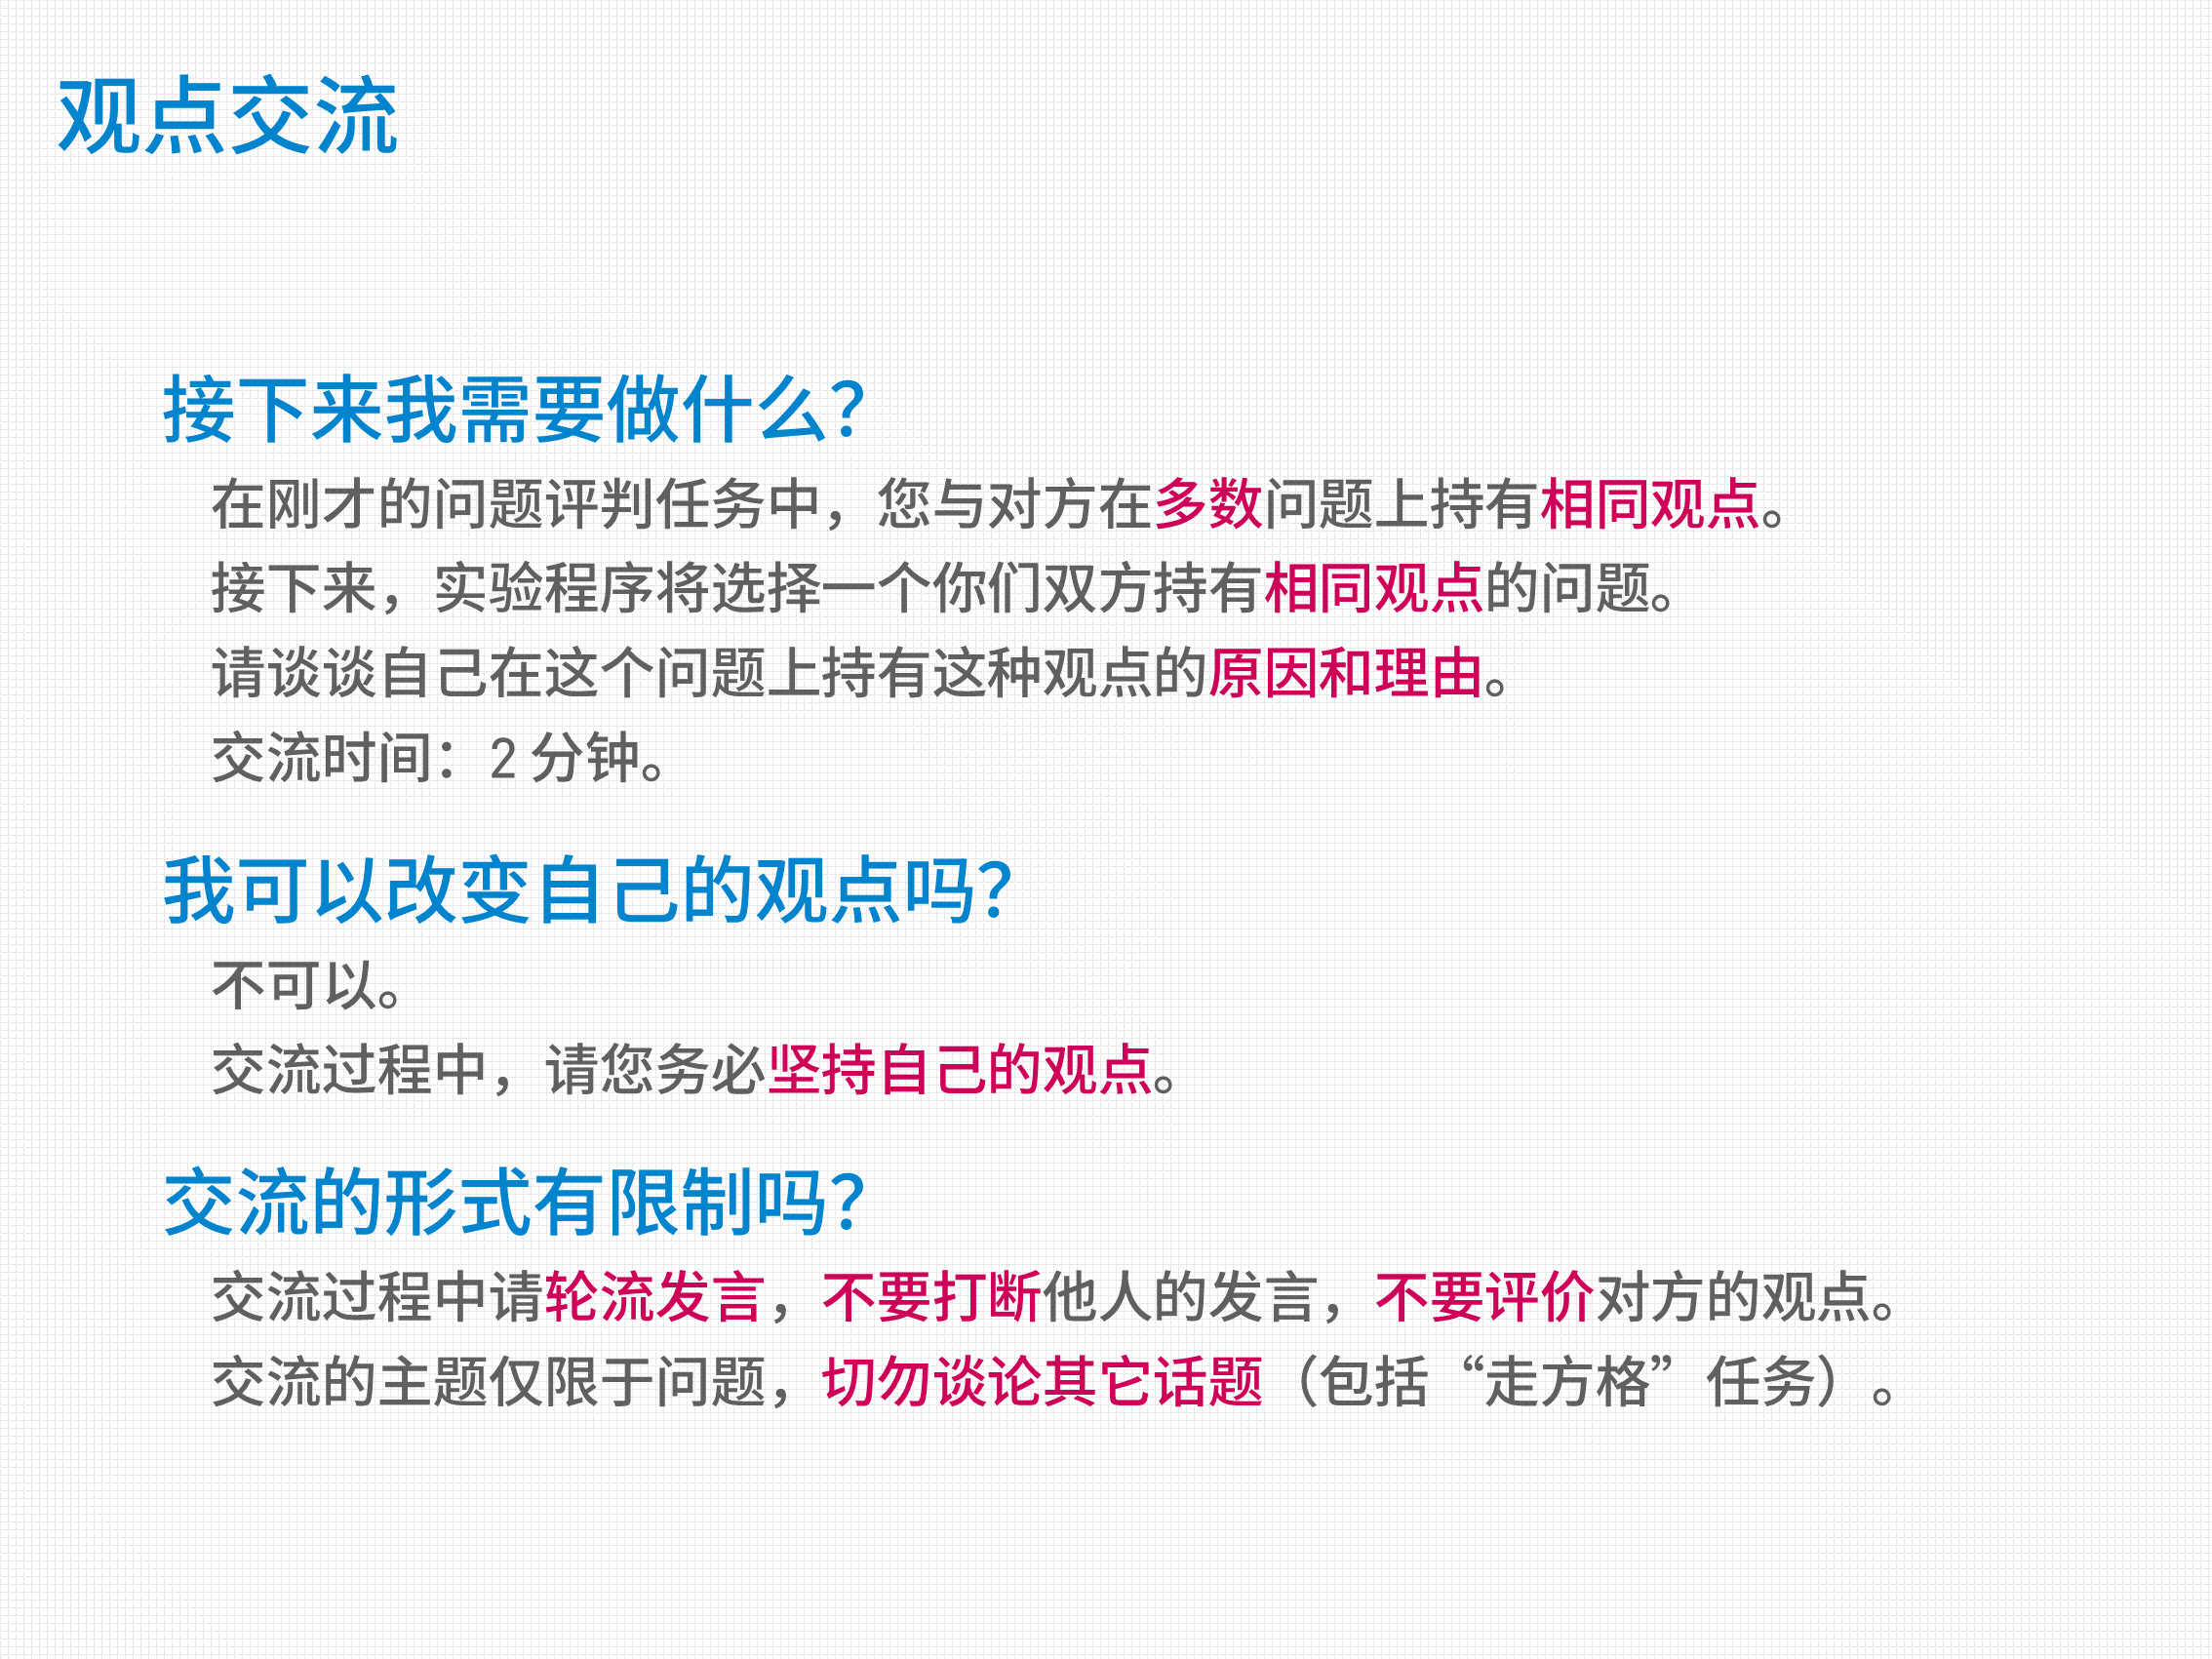 观点交流
接下来我需要做什么？
在刚才的问题评判任务中，您与对方在多数问题上持有相同观点。
接下来，实验程序将选择一个你们双方持有相同观点的问题。
请谈谈自己在这个问题上持有这种观点的原因和理由。
交流时间：2 分钟。
我可以改变自己的观点吗？
不可以。
交流过程中，请您务必坚持自己的观点。
交流的形式有限制吗？
交流过程中请轮流发言，不要打断他人的发言，不要评价对方的观点。
交流的主题仅限于问题，切勿谈论其它话题（包括“走方格”任务）。